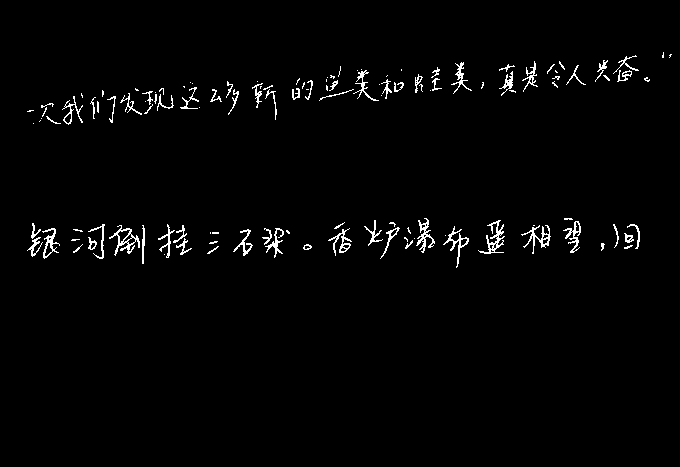 一次我们发现这么多新的鱼类和蛙类，真是令人兴奋。”
银河倒挂三石梁。香炉瀑布遥相望，回